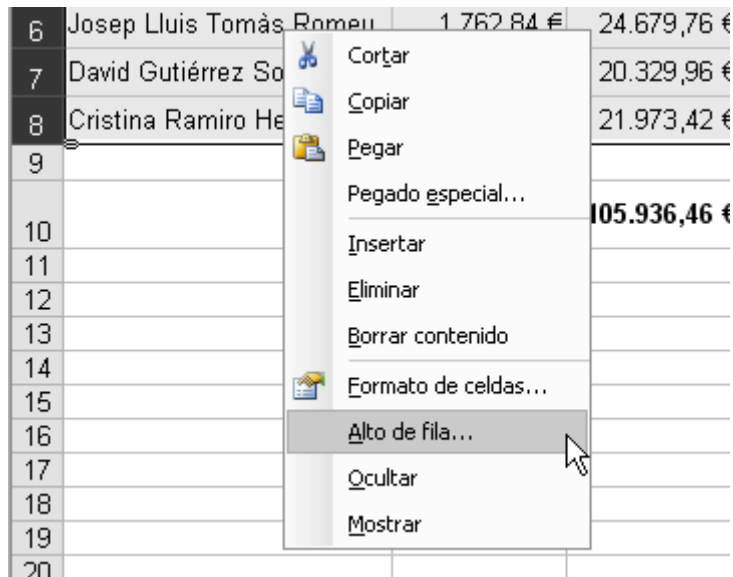 6 Josep Lluis Tomàs Romeu 1.762,84 € 24.679,76 €
Cortar
7 David Gutiérrez So 20.329,96 €
Copiar
8 Cristina Ramiro He 21.973,42 €
Pegar
9
Pegado especial...
10 105.936,46 €
Insertar
11
Eliminar
12
13 Borrar contenido
14
Formato de celdas...
15
16 Alto de fila...
17
Ocultar
18
Mostrar
19
20